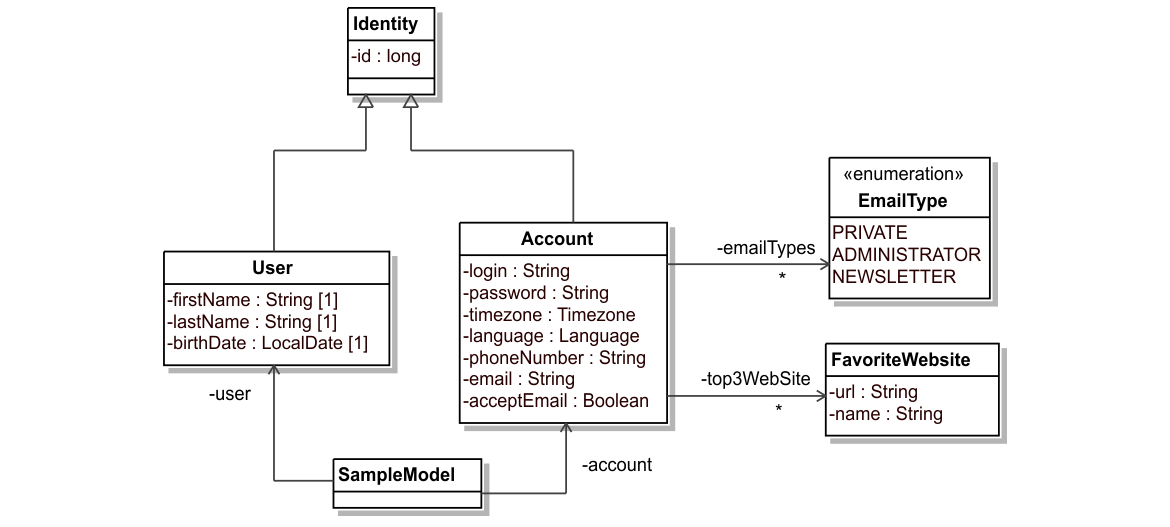 Identity
-id : long
«enumeration»
EmailType
PRIVATE
ADMINISTRATOR
NEWSLETTER
Account
-login : String
-password : String
-timezone : Timezone
-language : Language
-phoneNumber : String
-email : String
-acceptEmail : Boolean
-emailTypes
*
User
-firstName : String [1]
-lastName : String [1]
-birthDate : LocalDate [1]
FavoriteWebsite
-url : String
-name : String
-top3WebSite
*
-user
-account
SampleModel